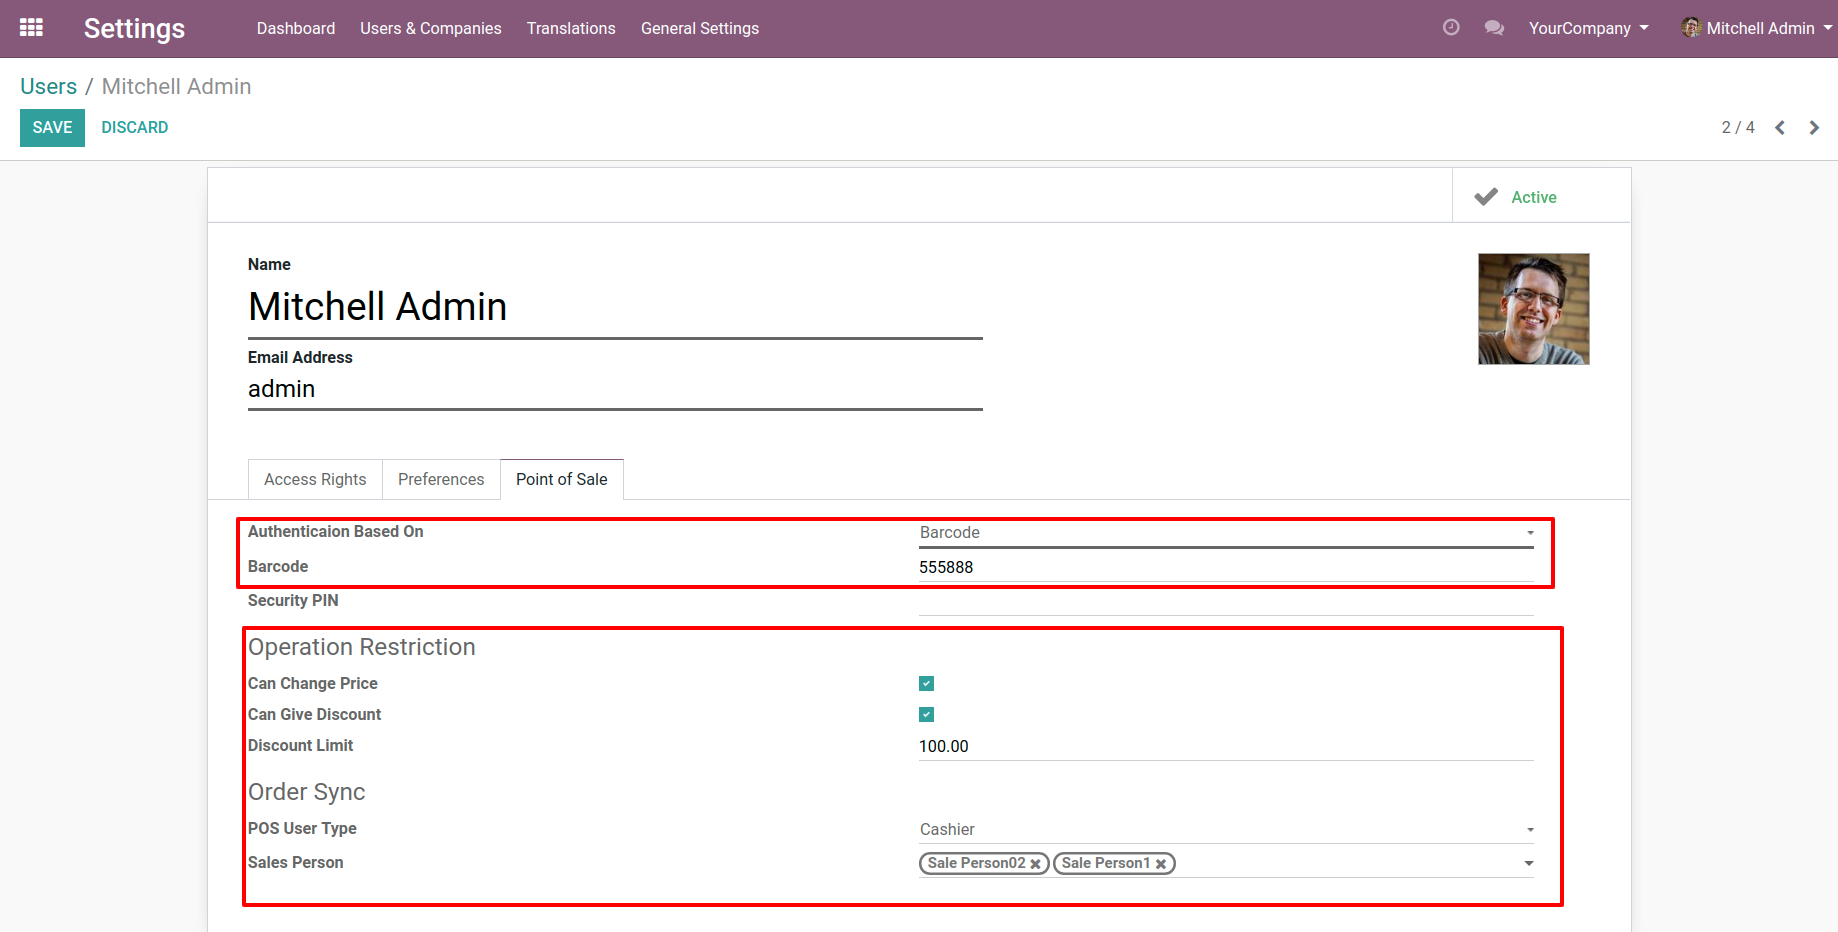 Settings Dashboard Users & Companies Translations General Settings YourCompany Mitchell Admin
Users / Mitchell Admin
SAVE DISCARD 2 / 4
Active
Name
Mitchell Admin
Email Address
admin
Access Rights Preferences Point of Sale
Authenticaion Based On Barcode
Barcode 555888
Security PIN
Operation Restriction
Can Change Price
Can Give Discount
Discount Limit 100.00
Order Sync
POS User Type Cashier
Sales Person Sale Person02 Sale Person1